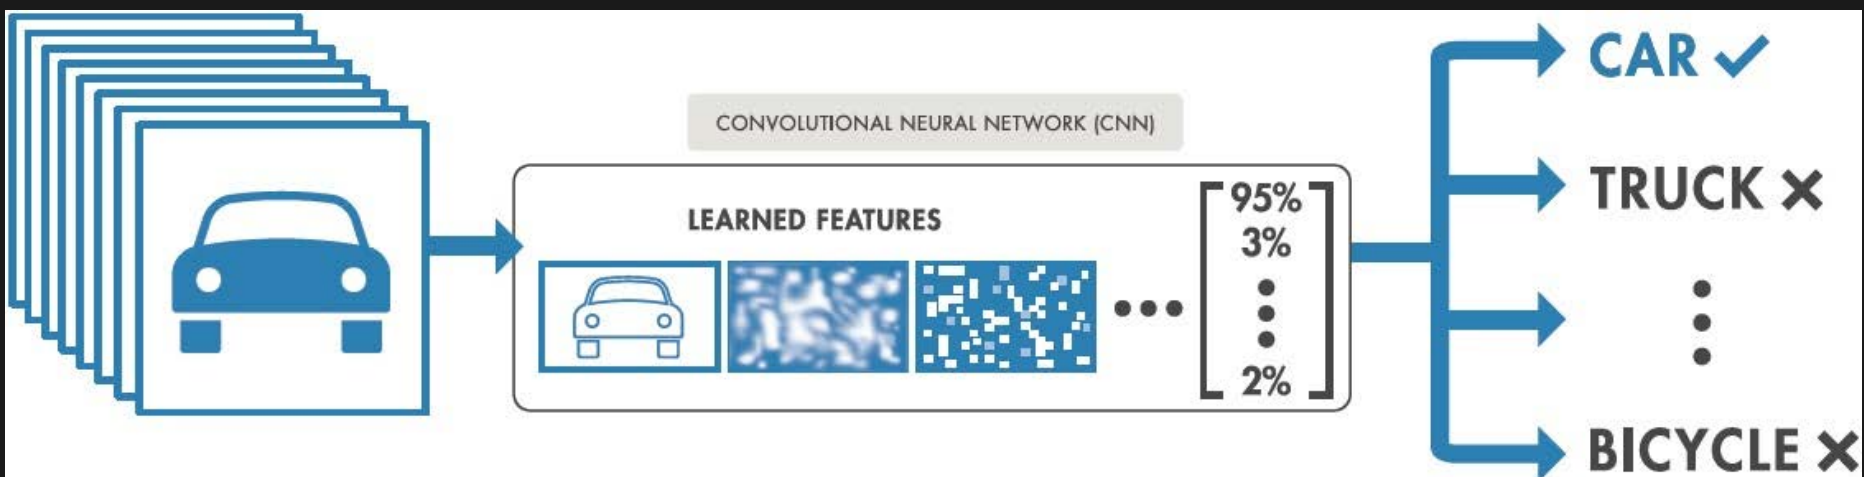 CONVOLUTIONAL NEURAL NETWORK (CNN)
LEARNED FEATURES
95%
3%
2%
CAR
TRUCK
BICYCLE